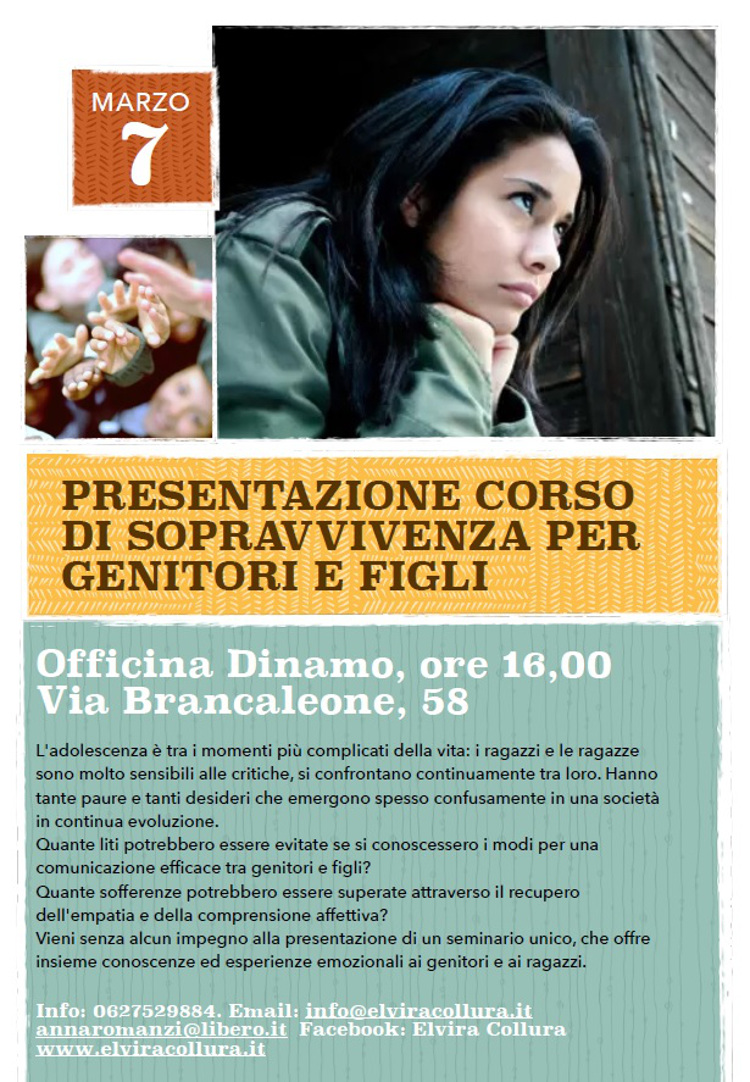 MARZO
7
PRESENTAZIONE CORSO
DI SOPRAVVIVENZA PER
GENITORI E FIGLI
Officina Dinamo, ore 16,00
Via Brancaleone, 58
L'adolescenza è tra i momenti più complicati della vita: i ragazzi e le ragazze
sono molto sensibili alle critiche, si confrontano continuamente tra loro. Hanno
tante paure e tanti desideri che emergono spesso confusamente in una società
in continua evoluzione.
Quante liti potrebbero essere evitate se si conoscessero i modi per una
comunicazione efficace tra genitori e figli?
Quante sofferenze potrebbero essere superate attraverso il recupero
dell'empatia e della comprensione affettiva?
Vieni senza alcun impegno alla presentazione di un seminario unico, che offre
insieme conoscenze ed esperienze emozionali ai genitori e ai ragazzi.
Info: 0627529884. Email: info@elviracollura.it
annaromanzi@libero.it Facebook: Elvira Collura
www.elviracollura.it